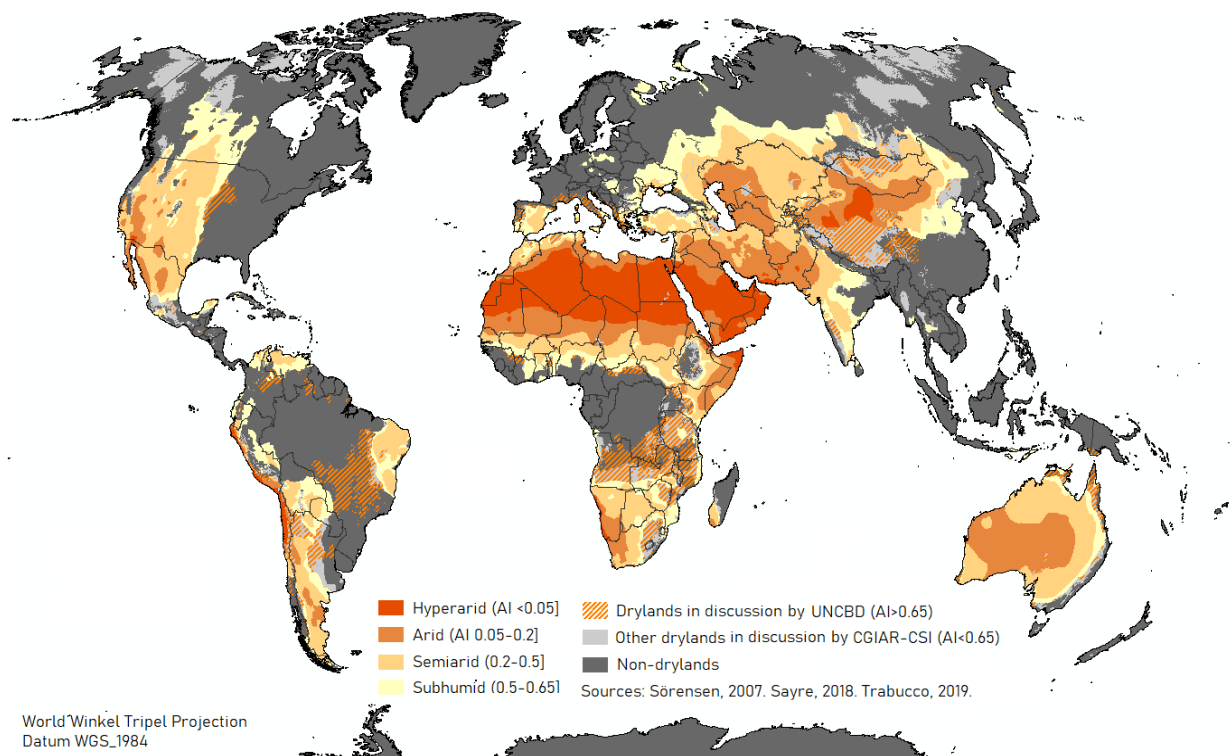 Hyperarid (AI <0.05]
Arid (AI 0.05-0.2]
Semiarid (0.2-0.5]
Subhumíd (0.5-0.65]
Drylands in discussion by UNCBD (AI>0.65)
Other drylands in discussion by CGIAR-CSI (AI<0.65)
Non-drylands
Sources: Sörensen, 2007. Sayre, 2018. Trabucco, 2019.
World Winkel Tripel Projection
Datum WGS_1984